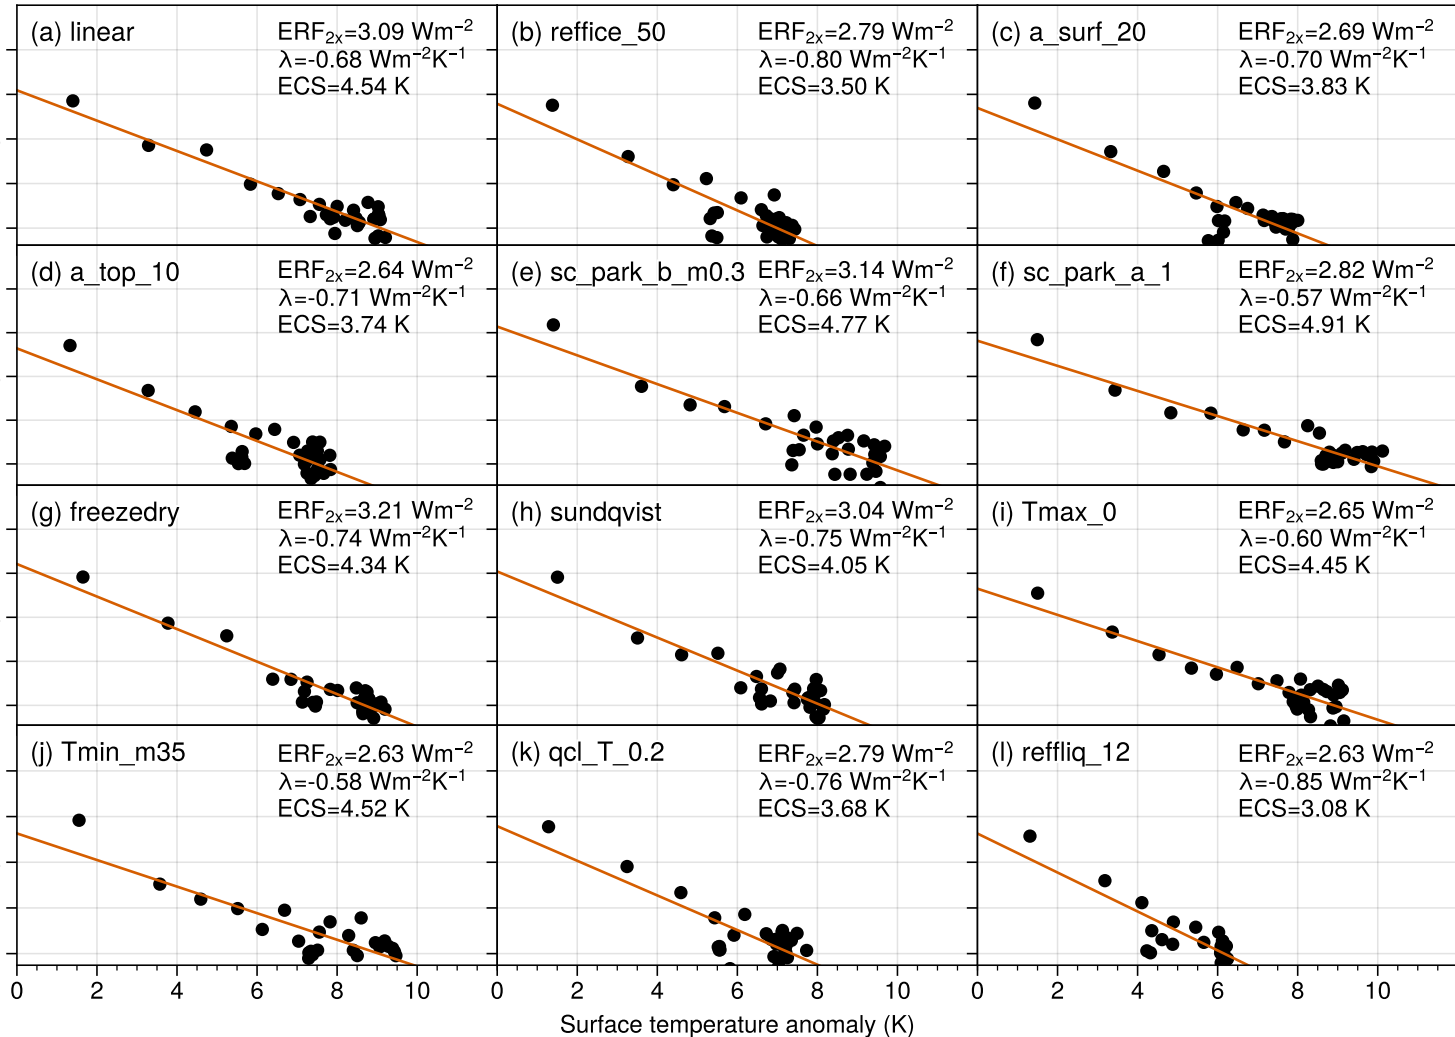 (a) linear
ERF2x=3.09 Wm−2
λ=-0.68 Wm−2K−1
ECS=4.54 K
(b) reffice_50
ERF2x=2.79 Wm−2
λ=-0.80 Wm−2K−1
ECS=3.50 K
(c) a_surf_20
ERF2x=2.69 Wm−2
λ=-0.70 Wm−2K−1
ECS=3.83 K
(d) a_top_10
ERF2x=2.64 Wm−2
λ=-0.71 Wm−2K−1
ECS=3.74 K
(e) sc_park_b_m0.3
ERF2x=3.14 Wm−2
λ=-0.66 Wm−2K−1
ECS=4.77 K
(f) sc_park_a_1
ERF2x=2.82 Wm−2
λ=-0.57 Wm−2K−1
ECS=4.91 K
(g) freezedry
ERF2x=3.21 Wm−2
λ=-0.74 Wm−2K−1
ECS=4.34 K
(h) sundqvist
ERF2x=3.04 Wm−2
λ=-0.75 Wm−2K−1
ECS=4.05 K
(i) Tmax_0
ERF2x=2.65 Wm−2
λ=-0.60 Wm−2K−1
ECS=4.45 K
(j) Tmin_m35
ERF2x=2.63 Wm−2
λ=-0.58 Wm−2K−1
ECS=4.52 K
(k) qcl_T_0.2
ERF2x=2.79 Wm−2
λ=-0.76 Wm−2K−1
ECS=3.68 K
(l) reffliq_12
ERF2x=2.63 Wm−2
λ=-0.85 Wm−2K−1
ECS=3.08 K
0 2 4 6 8 10 0 2 4 6 8 10 0 2 4 6 8 10
Surface temperature anomaly (K)